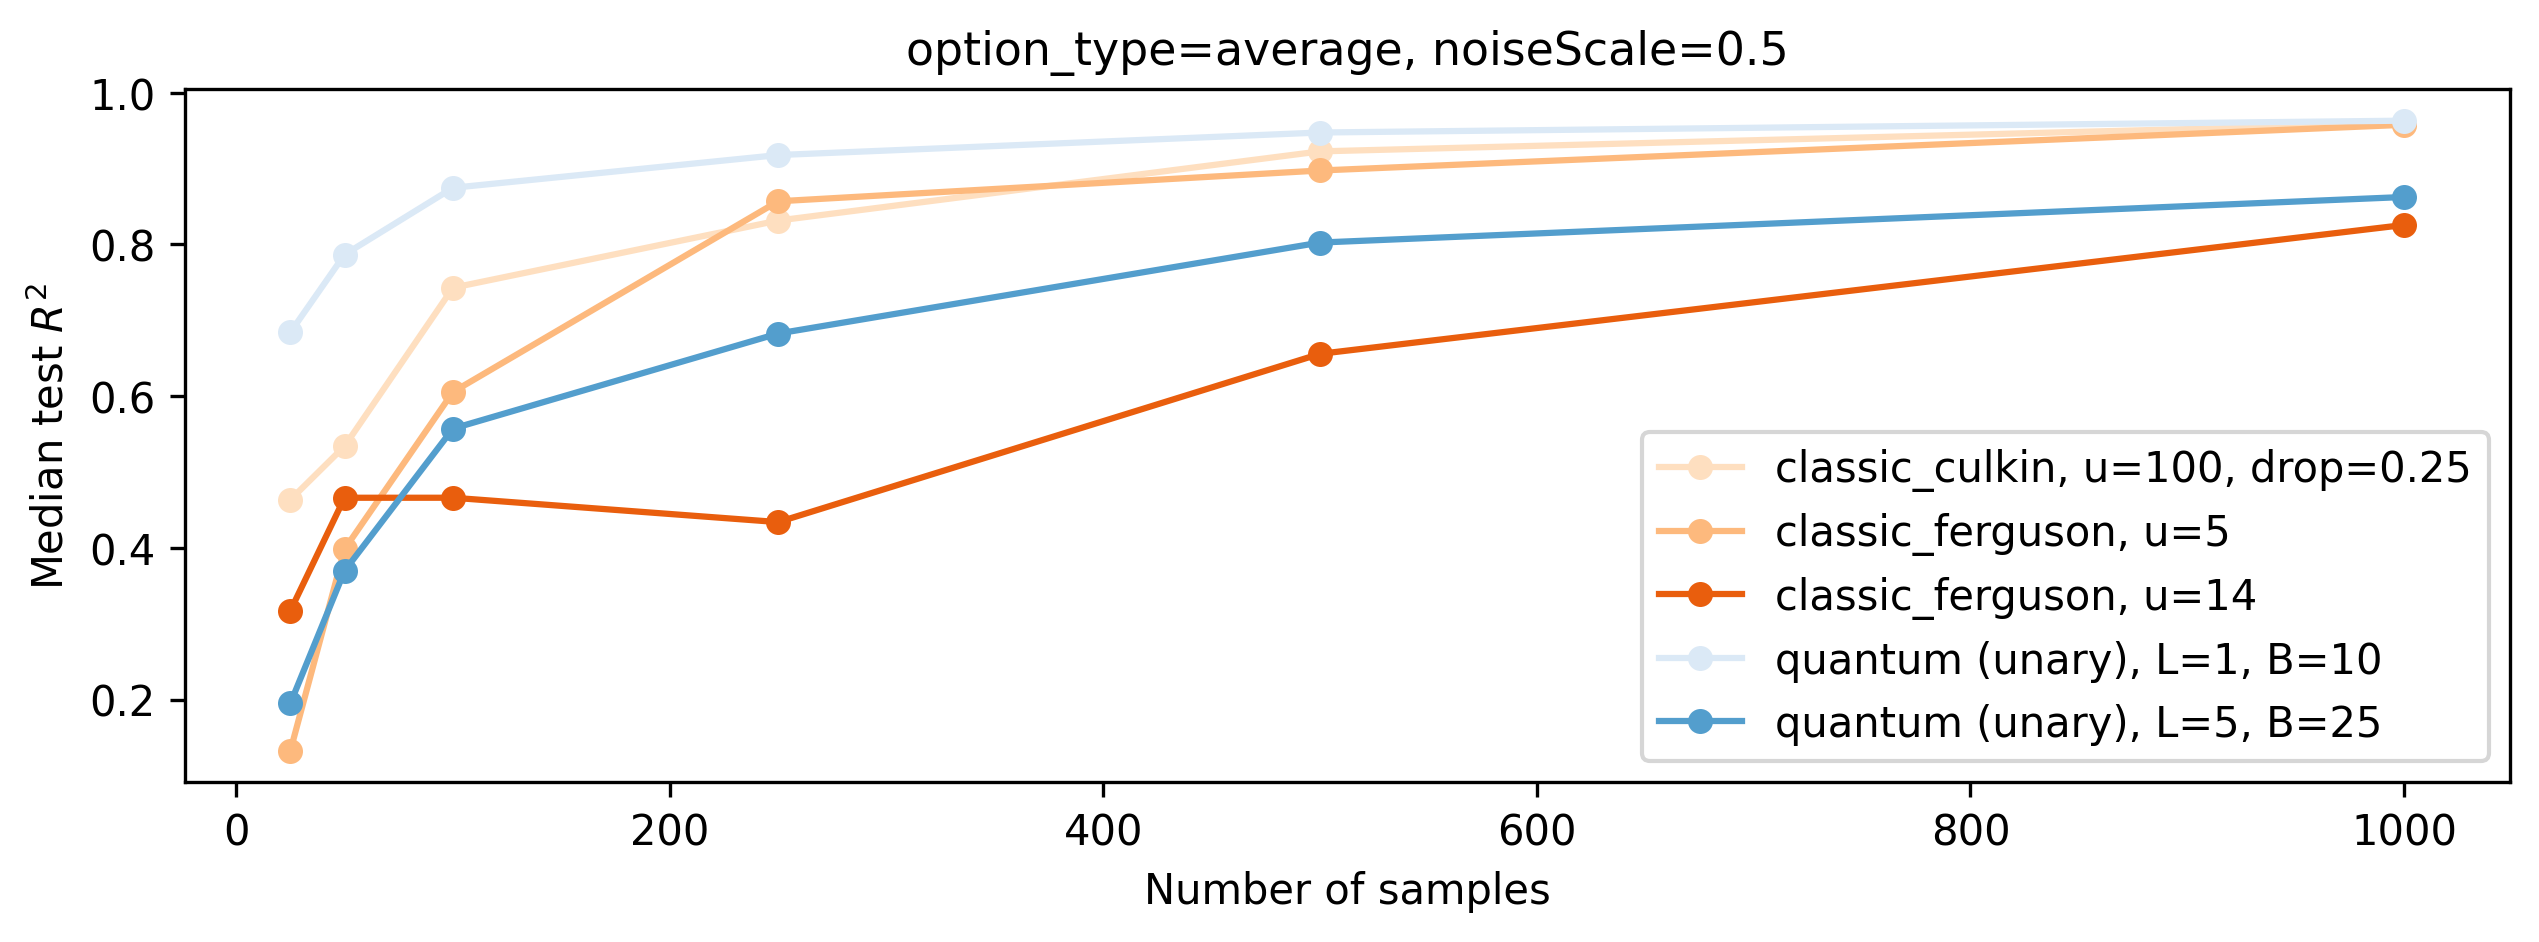 option_type=average, noiseScale=0.5
1.0
0.8
0.6
0.4
0.2
Median test R²
0 200 400 600 800 1000
Number of samples
classic_culkin, u=100, drop=0.25
classic_ferguson, u=5
classic_ferguson, u=14
quantum (unary), L=1, B=10
quantum (unary), L=5, B=25